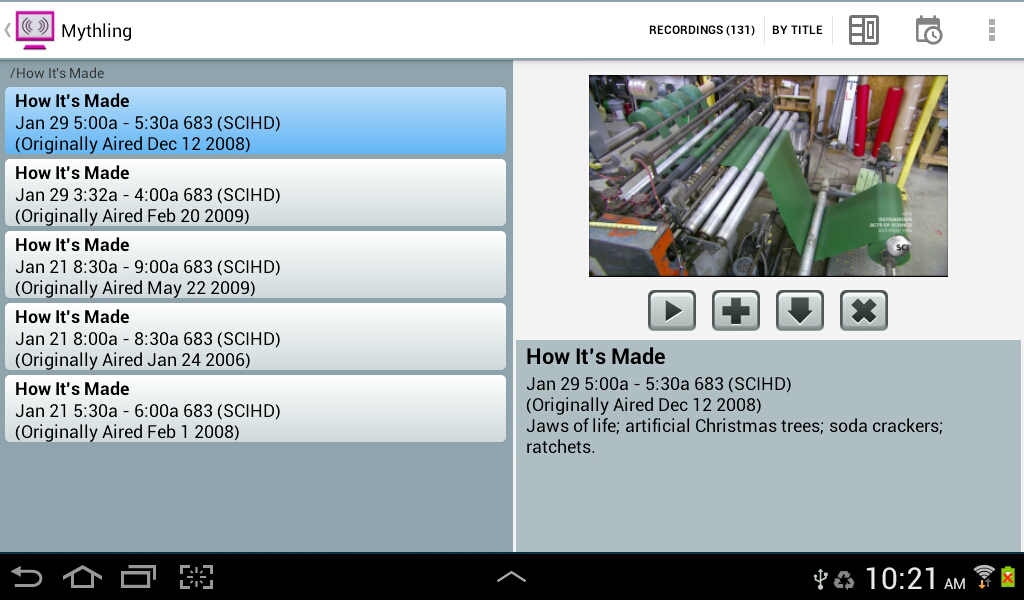 Mythling
RECORDINGS (131)
BY TITLE
/How It's Made
How It's Made
Jan 29 5:00a - 5:30a 683 (SCIHD)
(Originally Aired Dec 12 2008)
How It's Made
Jan 29 3:32a - 4:00a 683 (SCIHD)
(Originally Aired Feb 20 2009)
How It's Made
Jan 21 8:30a - 9:00a 683 (SCIHD)
(Originally Aired May 22 2009)
How It's Made
Jan 21 8:00a - 8:30a 683 (SCIHD)
(Originally Aired Jan 24 2006)
How It's Made
Jan 21 5:30a - 6:00a 683 (SCIHD)
(Originally Aired Feb 1 2008)
OUTRAGEOUS
ACTS OF SCIENCE
SCI
How It's Made
Jan 29 5:00a - 5:30a 683 (SCIHD)
(Originally Aired Dec 12 2008)
Jaws of life; artificial Christmas trees; soda crackers;
ratchets.
10:21 AM